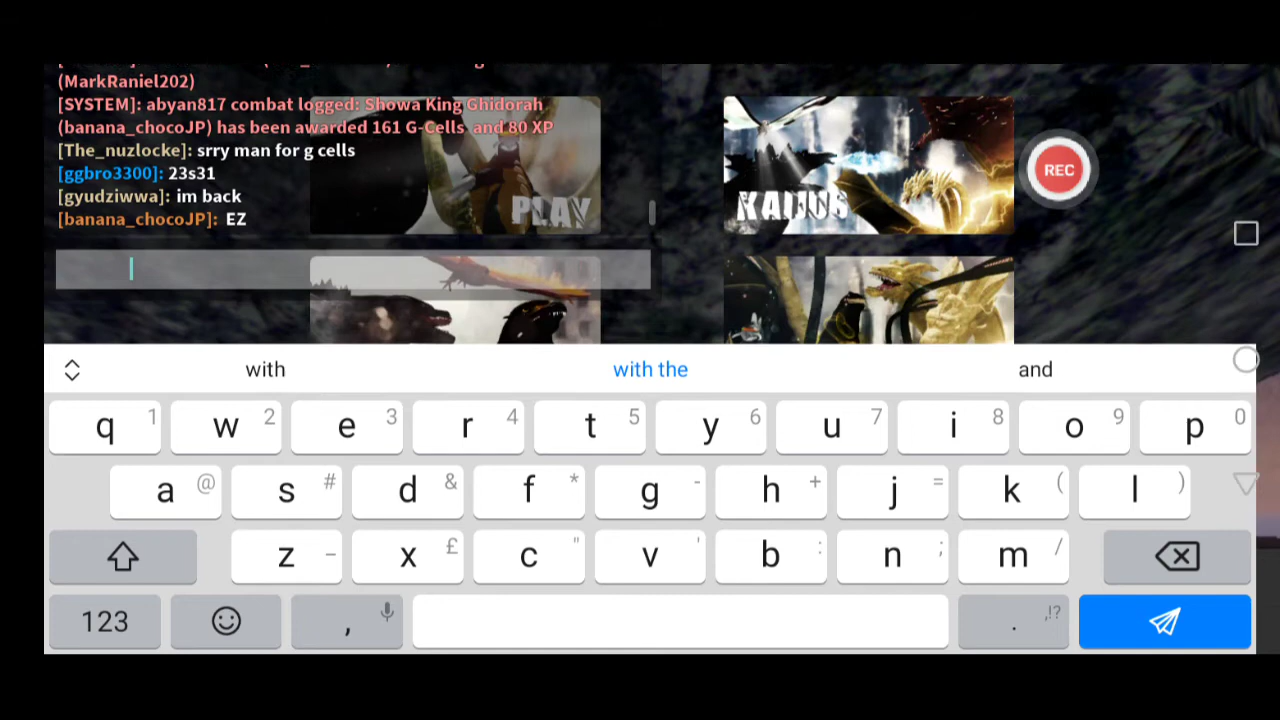 (MarkRaniel202)
[SYSTEM]: abyan817 combat logged: Showa King Ghidorah
(banana_chocoJP) has been awarded 161 G-Cells and 80 XP
[The_nuzlocke]: srry man for g cells
[ggbro3300]: 23s31
[gyudziwwa]: im back
[banana_chocoJP]: EZ
PLAY
KAIJUS
REC
with
with the
and
q 1 w 2 e 3 r 4 t 5 y 6 u 7 i 8 o 9 p 0
a @ s # d & f * g - h + j = k ( l )
z _ x £ c " v ' b : n ; m /
123 , . ,!?